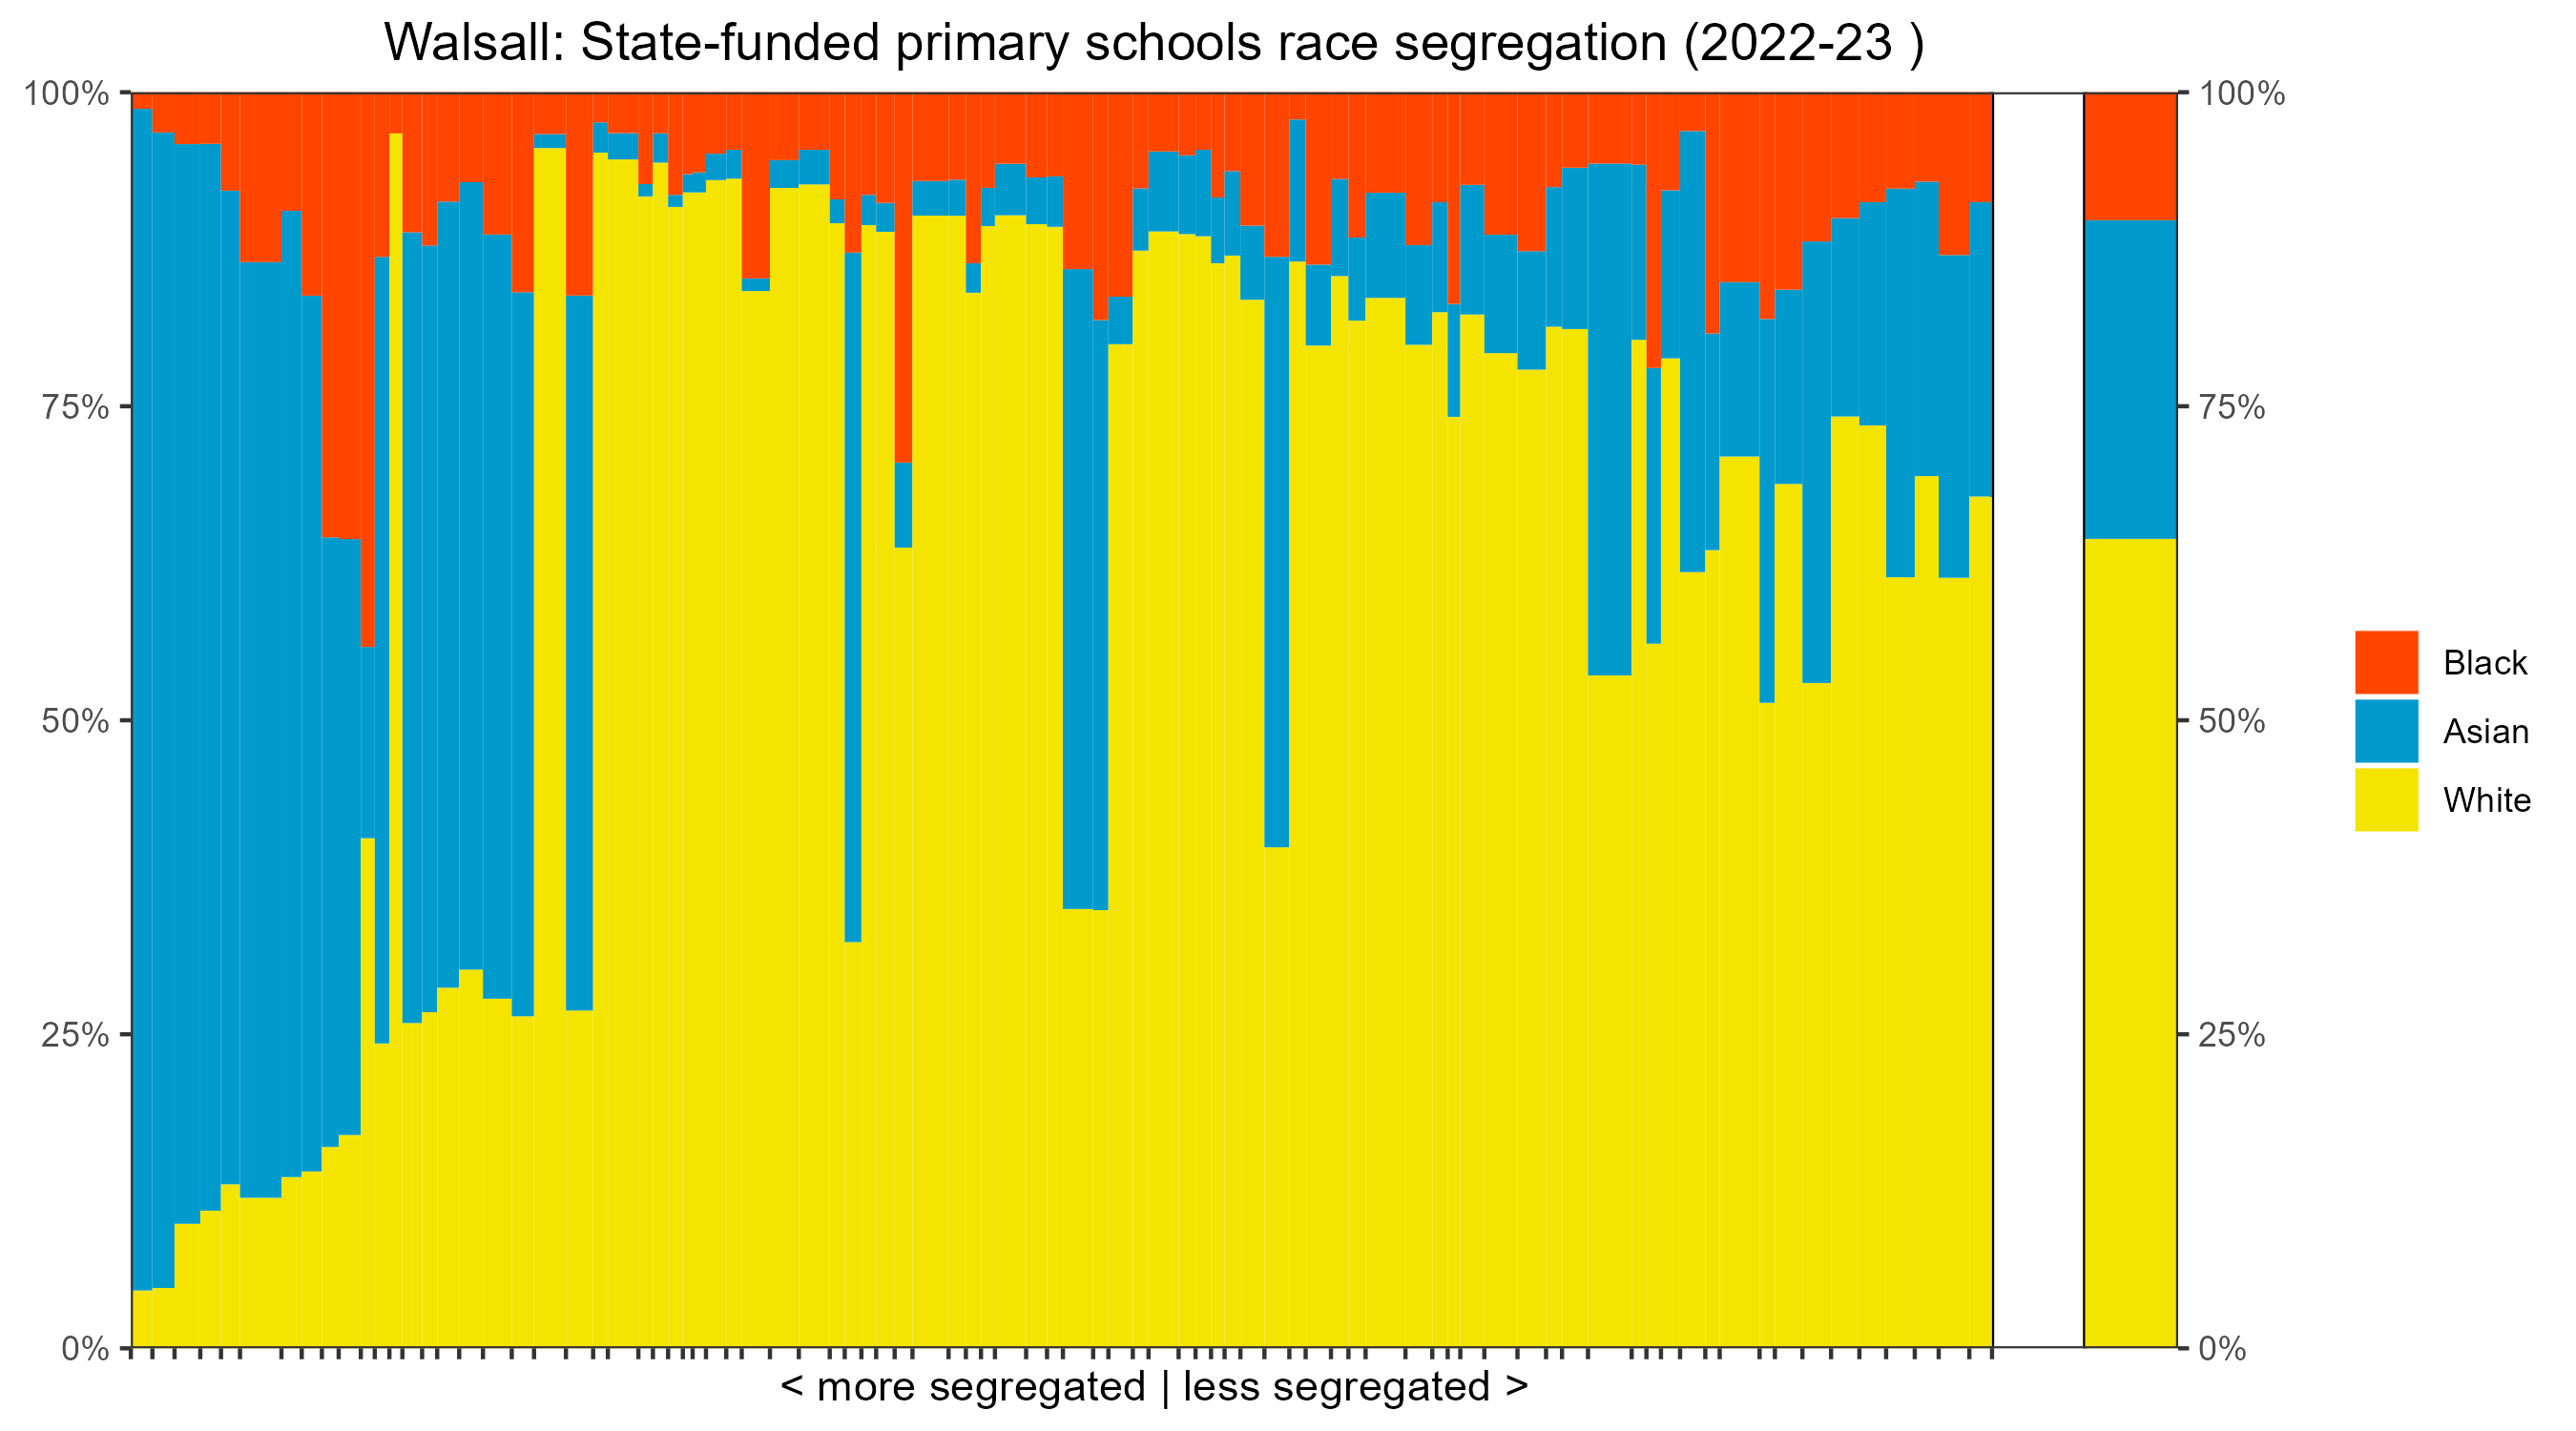 Walsall: State-funded primary schools race segregation (2022-23 )
100%
75%
50%
25%
0%
100%
75%
50%
25%
0%
Black
Asian
White
< more segregated | less segregated >